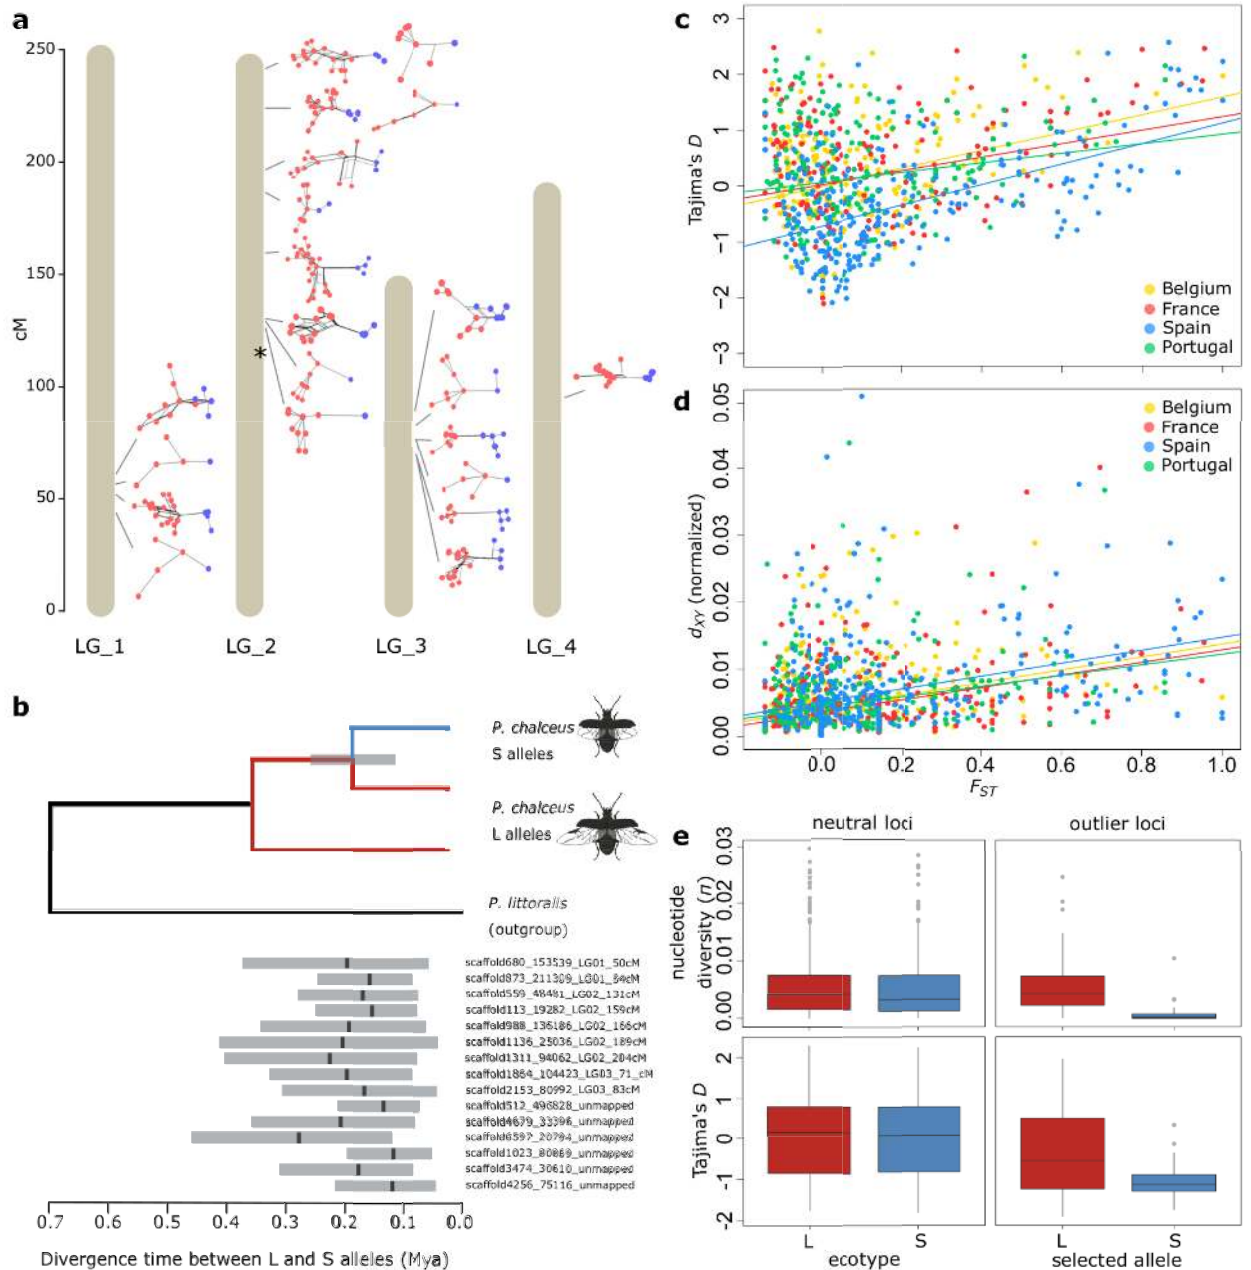 a
250
200
150
100
50
0
cM
*
LG_1
LG_2
LG_3
LG_4
b
P. chalceus
S alleles
P. chalceus
L alleles
P. littoralis
(outgroup)
scaffold680_153539_LG01_50cM
scaffold873_211309_LG01_84cM
scaffold559_48481_LG02_131cM
scaffold113_19282_LG02_159cM
scaffold988_136186_LG02_166cM
scaffold1136_25036_LG02_189cM
scaffold1311_94062_LG02_204cM
scaffold1864_104423_LG03_71_cM
scaffold2153_80992_LG03_83cM
scaffold512_496828_unmapped
scaffold4679_33396_unmapped
scaffold6597_20794_unmapped
scaffold1023_80869_unmapped
scaffold3474_30610_unmapped
scaffold4256_75116_unmapped
0.7 0.6 0.5 0.4 0.3 0.2 0.1 0.0
Divergence time between L and S alleles (Mya)
c
3
2
1
0
-1
-2
-3
Tajima's D
Belgium
France
Spain
Portugal
d
0.05
0.04
0.03
0.02
0.01
0.00
dXY (normalized)
Belgium
France
Spain
Portugal
0.0 0.2 0.4 0.6 0.8 1.0
FST
e
neutral loci
outlier loci
0.03
0.02
0.01
0.00
nucleotide
diversity (π)
2
1
0
-1
-2
Tajima's D
L S
ecotype
L S
selected allele